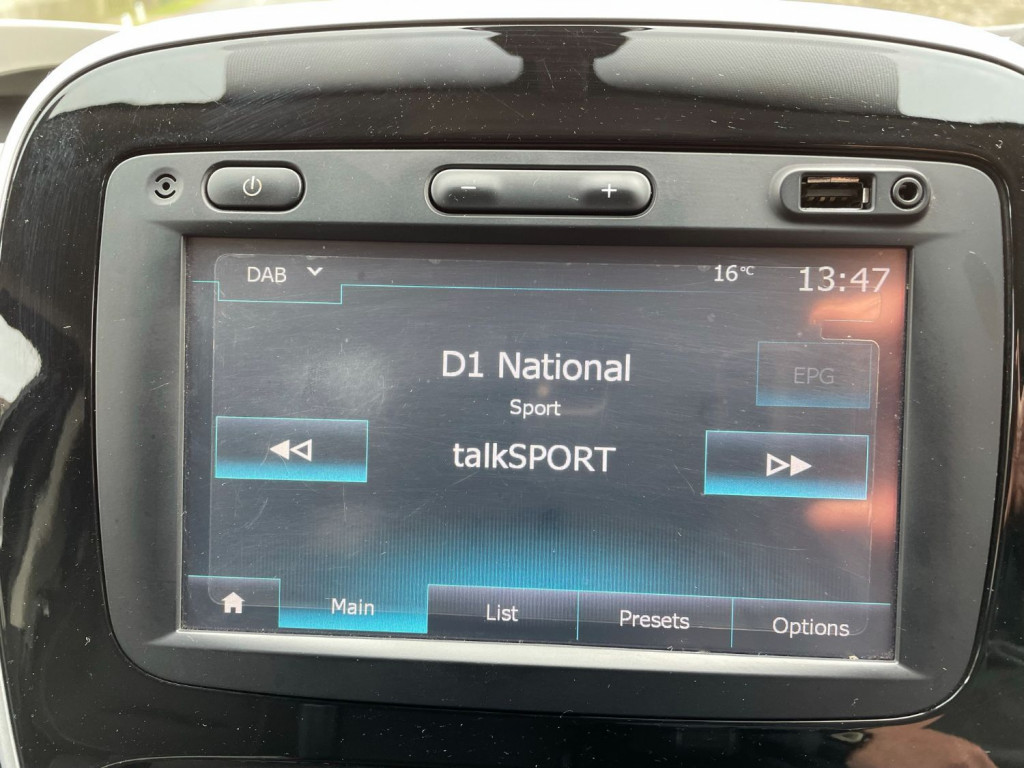 − +
DAB 16°C 13:47
D1 National
EPG
Sport
talkSPORT
Main List Presets Options